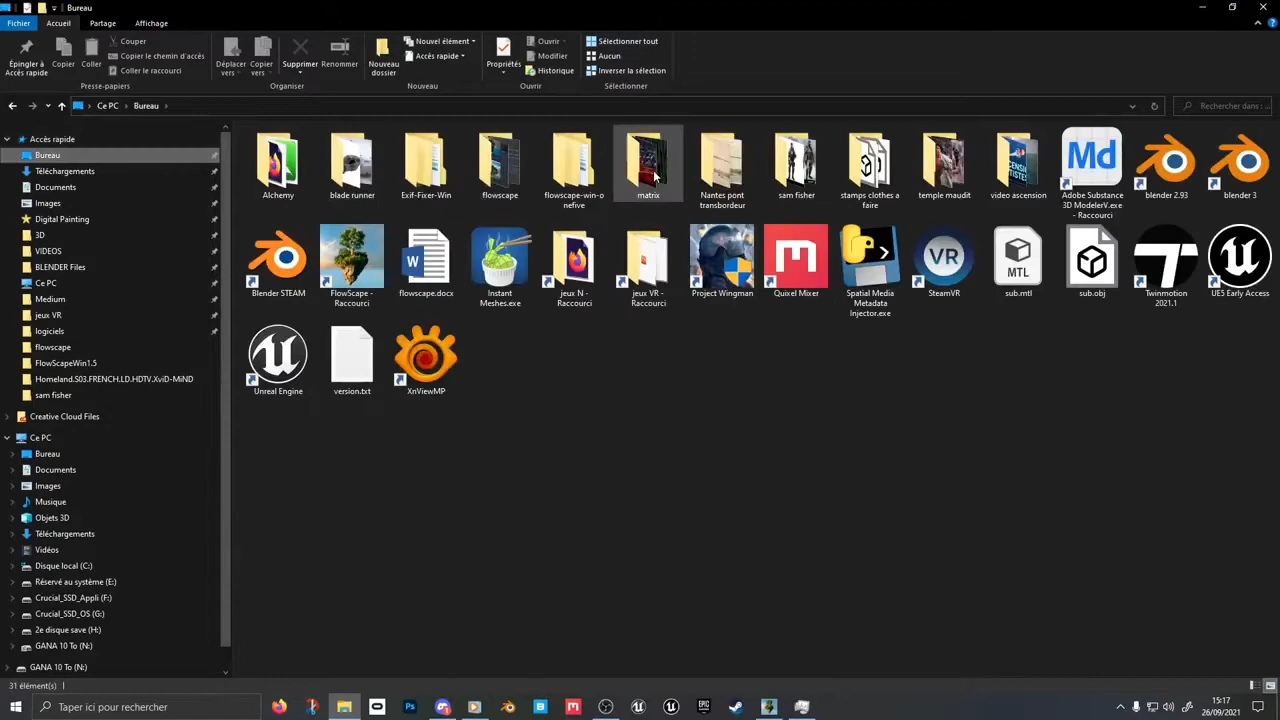 Bureau
Fichier
Accueil
Partage
Affichage
Épingler à
Accès rapide
Copier
Coller
Couper
Copier le chemin d'accès
Coller le raccourci
Presse-papiers
Déplacer
vers
Copier
vers
Supprimer
Renommer
Organiser
Nouveau
dossier
Nouvel élément
Accès rapide
Nouveau
Propriétés
Ouvrir
Modifier
Historique
Ouvrir
Sélectionner tout
Aucun
Inverser la sélection
Sélectionner
Ce PC
Bureau
Rechercher dans : ...
Accès rapide
Bureau
Téléchargements
Documents
Images
Digital Painting
3D
VIDEOS
BLENDER Files
Ce PC
Medium
jeux VR
logiciels
flowscape
FlowScapeWin1.5
Homeland.S03.FRENCH.LD.HDTV.XviD-MiND
sam fisher
Creative Cloud Files
Ce PC
Bureau
Documents
Images
Musique
Objets 3D
Téléchargements
Vidéos
Disque local (C:)
Réservé au système (E:)
Crucial_SSD_Appli (F:)
Crucial_SSD_OS (G:)
2e disque save (H:)
GANA 10 To (N:)
GANA 10 To (N:)
Alchemy
blade runner
Exif-Fixer-Win
flowscape
flowscape-win-o
nefive
matrix
Nantes pont
transbordeur
sam fisher
stamps clothes a
faire
temple maudit
video ascension
Md
Adobe Substance
3D ModelerV.exe
- Raccourci
blender 2.93
blender 3
Blender STEAM
FlowScape -
Raccourci
flowscape.docx
Instant
Meshes.exe
jeux N -
Raccourci
jeux VR -
Raccourci
Project Wingman
Quixel Mixer
Spatial Media
Metadata
Injector.exe
VR
SteamVR
MTL
sub.mtl
sub.obj
Twinmotion
2021.1
UE5 Early Access
Unreal Engine
version.txt
XnViewMP
31 élément(s)
Taper ici pour rechercher
15:17
26/09/2021